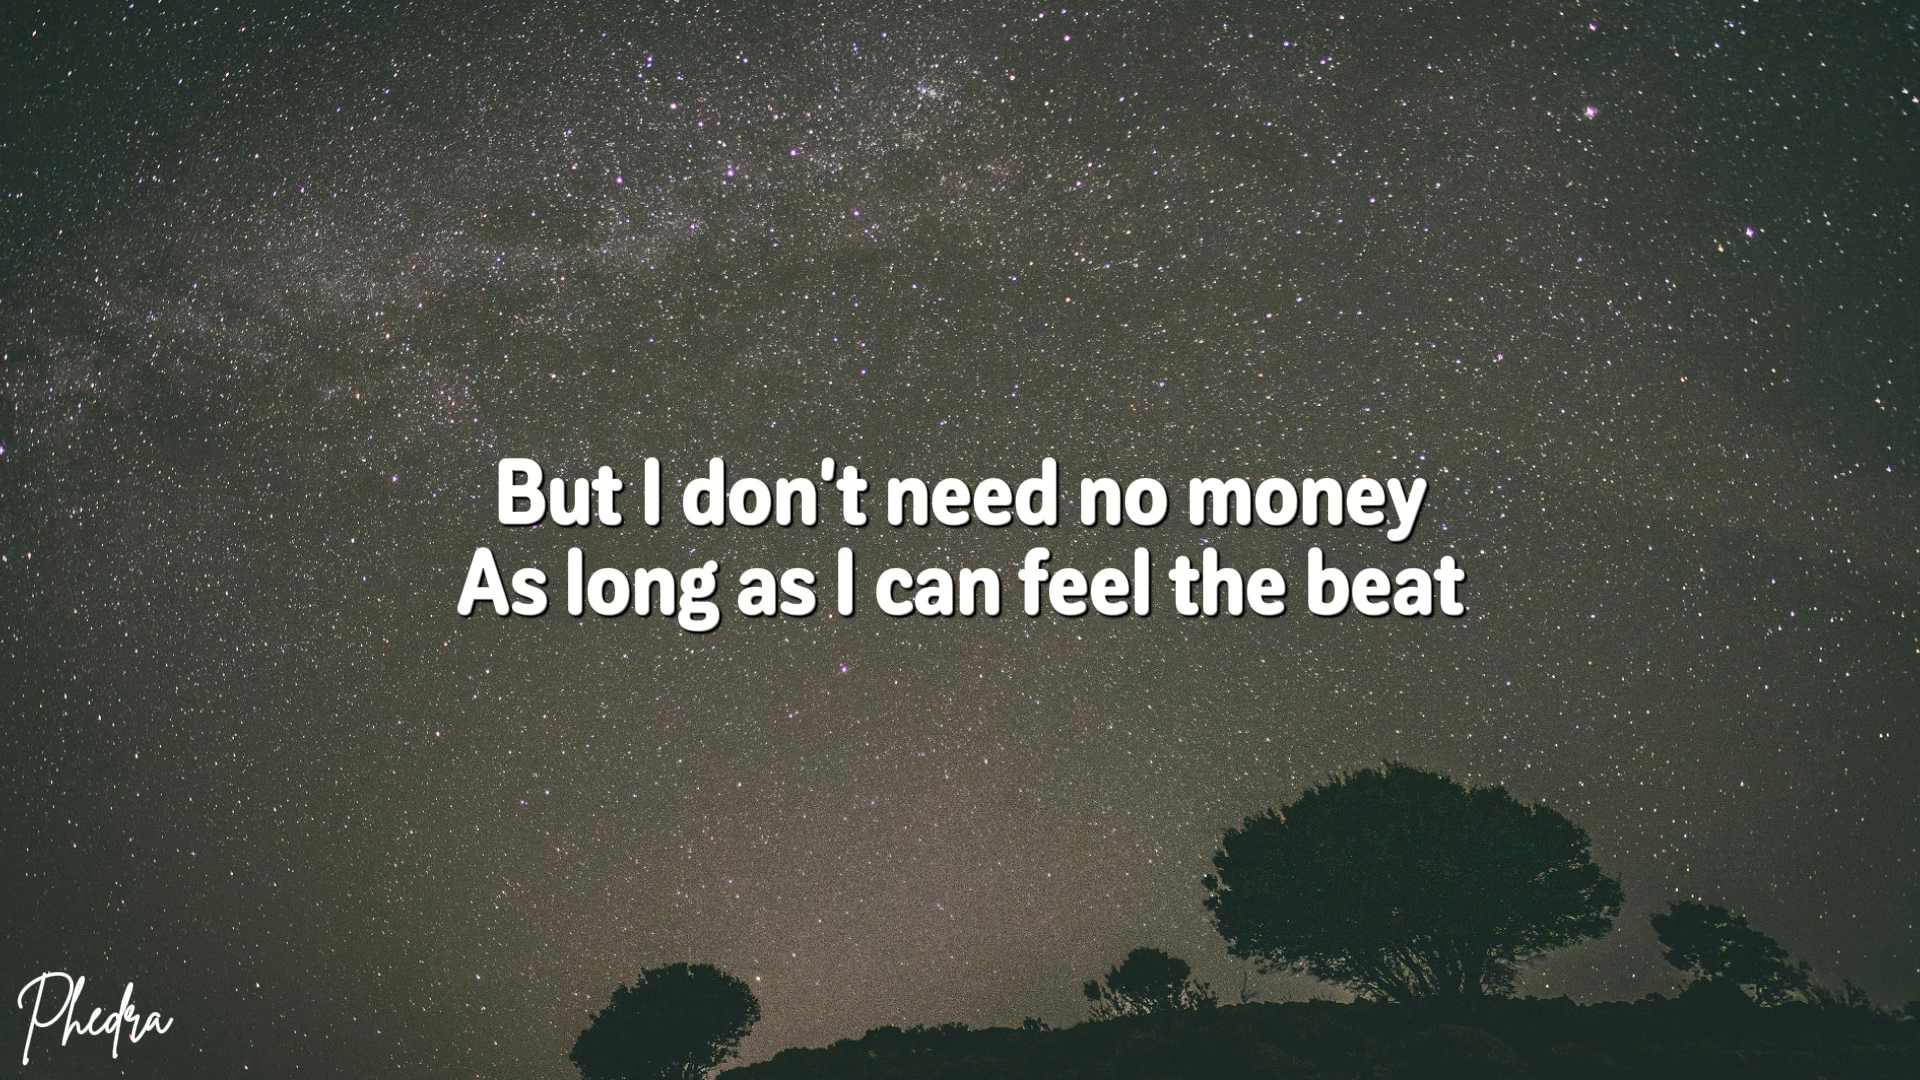 But I don't need no money
As long as I can feel the beat
Phedra